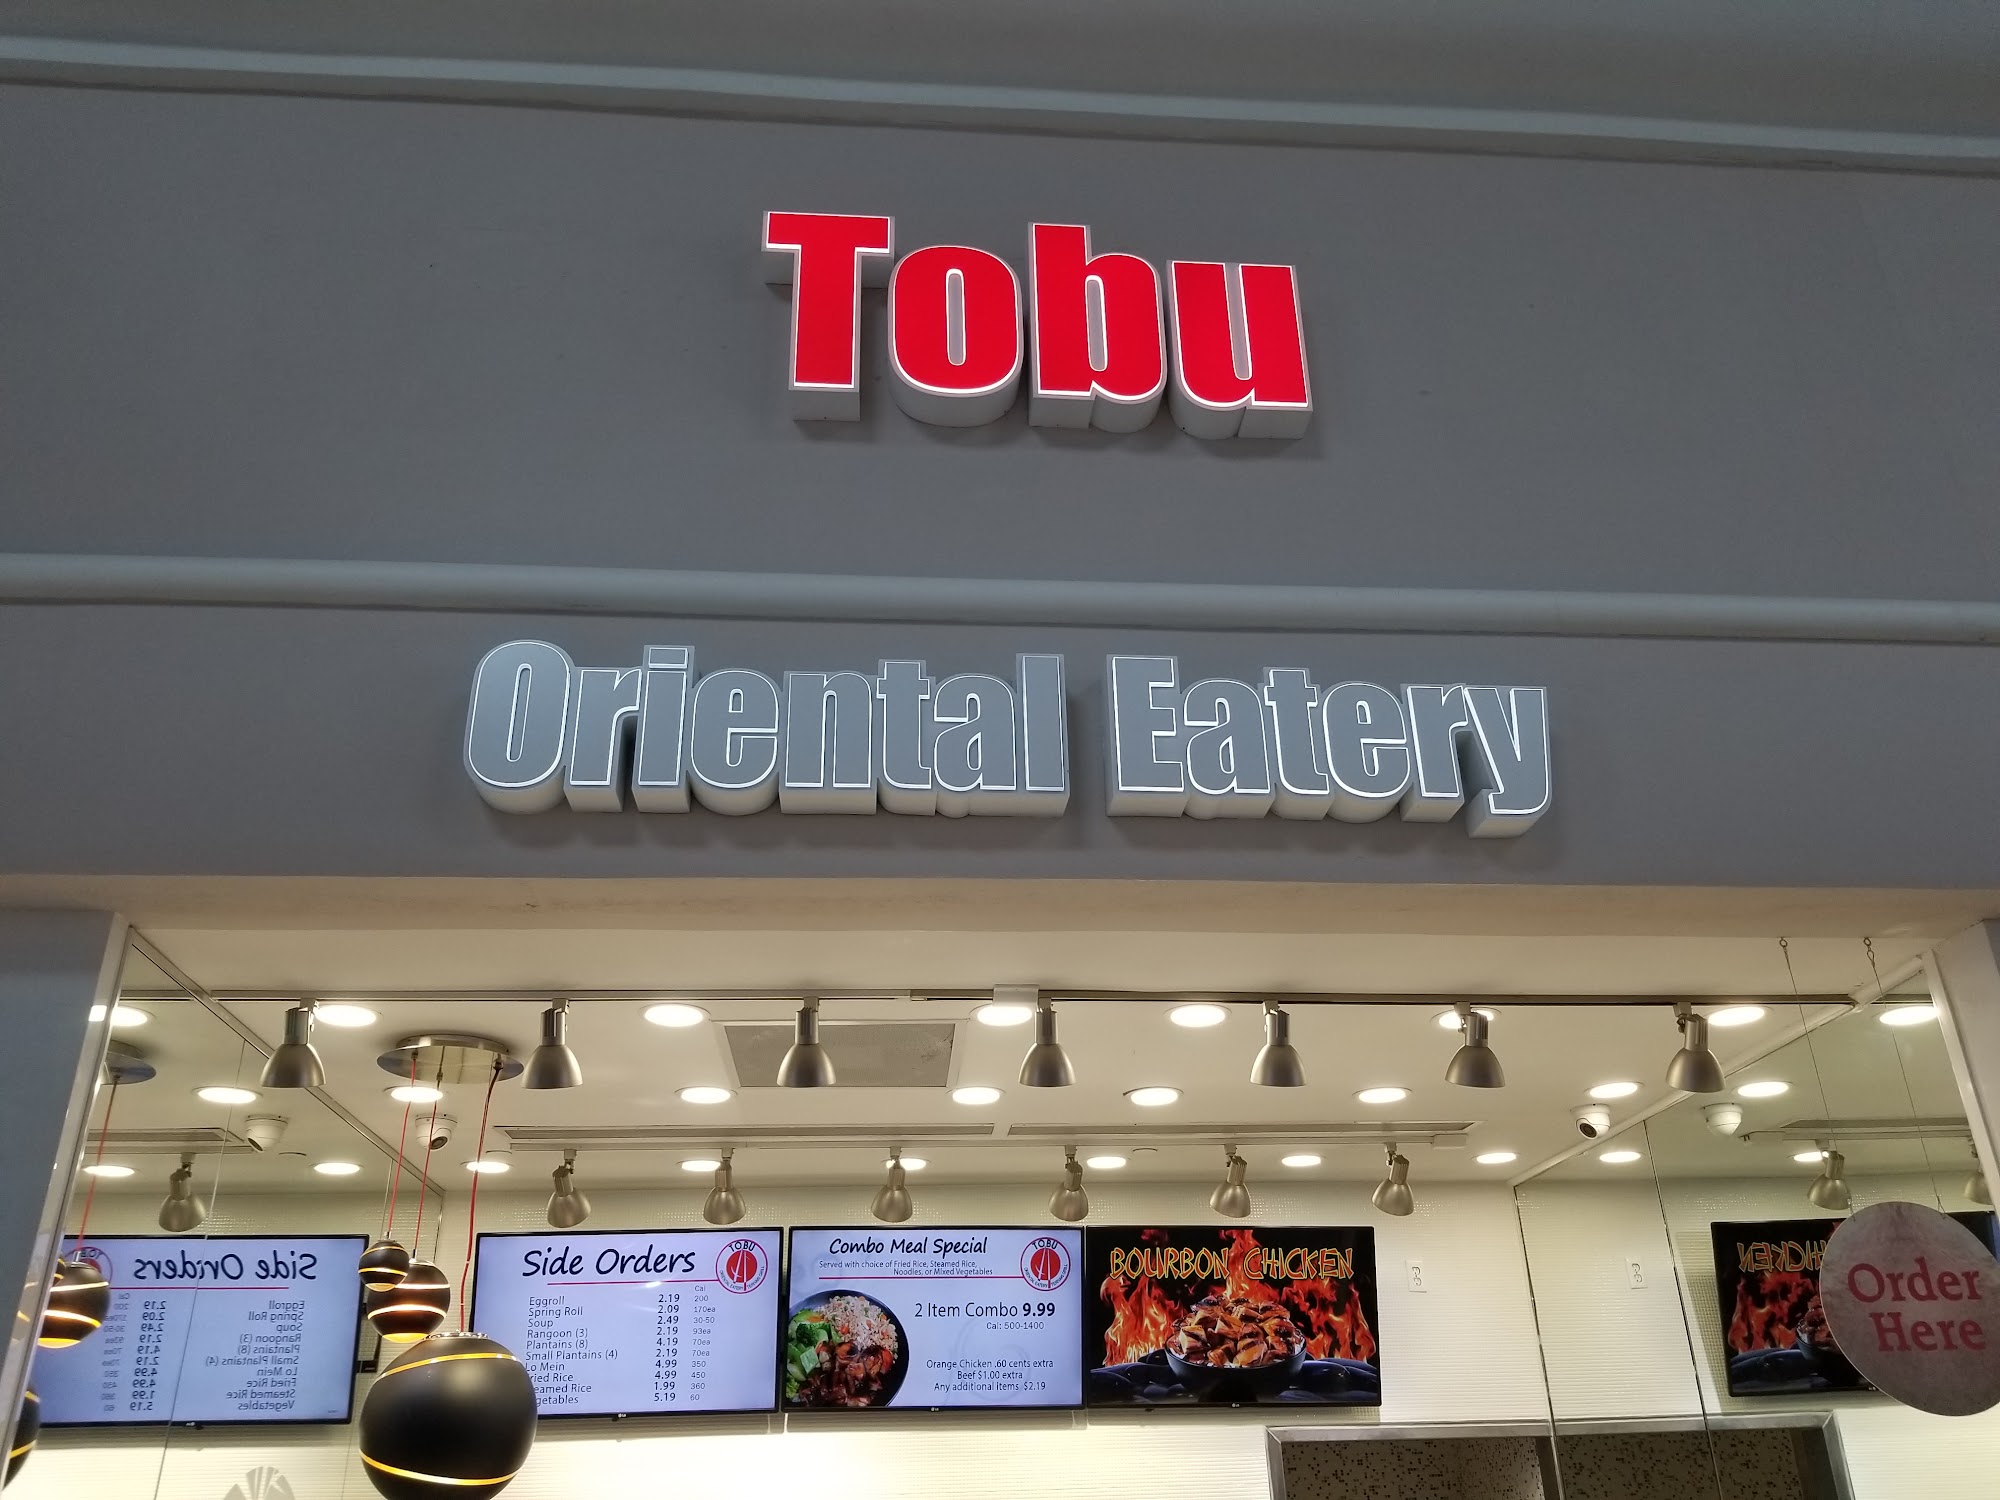 Tobu
Oriental Eatery
Side Orders
TOBU
Cal
Eggroll 2.19 200
Spring Roll 2.09 170ea
Soup 2.49 30-50
Rangoon (3) 2.19 93ea
Plantains (8) 4.19 70ea
Small Plantains (4) 2.19 70ea
Lo Mein 4.99 350
Fried Rice 4.99 450
Steamed Rice 1.99 360
Vegetables 5.19 60
Combo Meal Special
Served with choice of Fried Rice, Steamed Rice,
Noodles, or Mixed Vegetables
TOBU
2 Item Combo 9.99
Cal: 500-1400
Orange Chicken .60 cents extra
Beef $1.00 extra
Any additional items $2.19
BOURBON CHICKEN
Order
Here